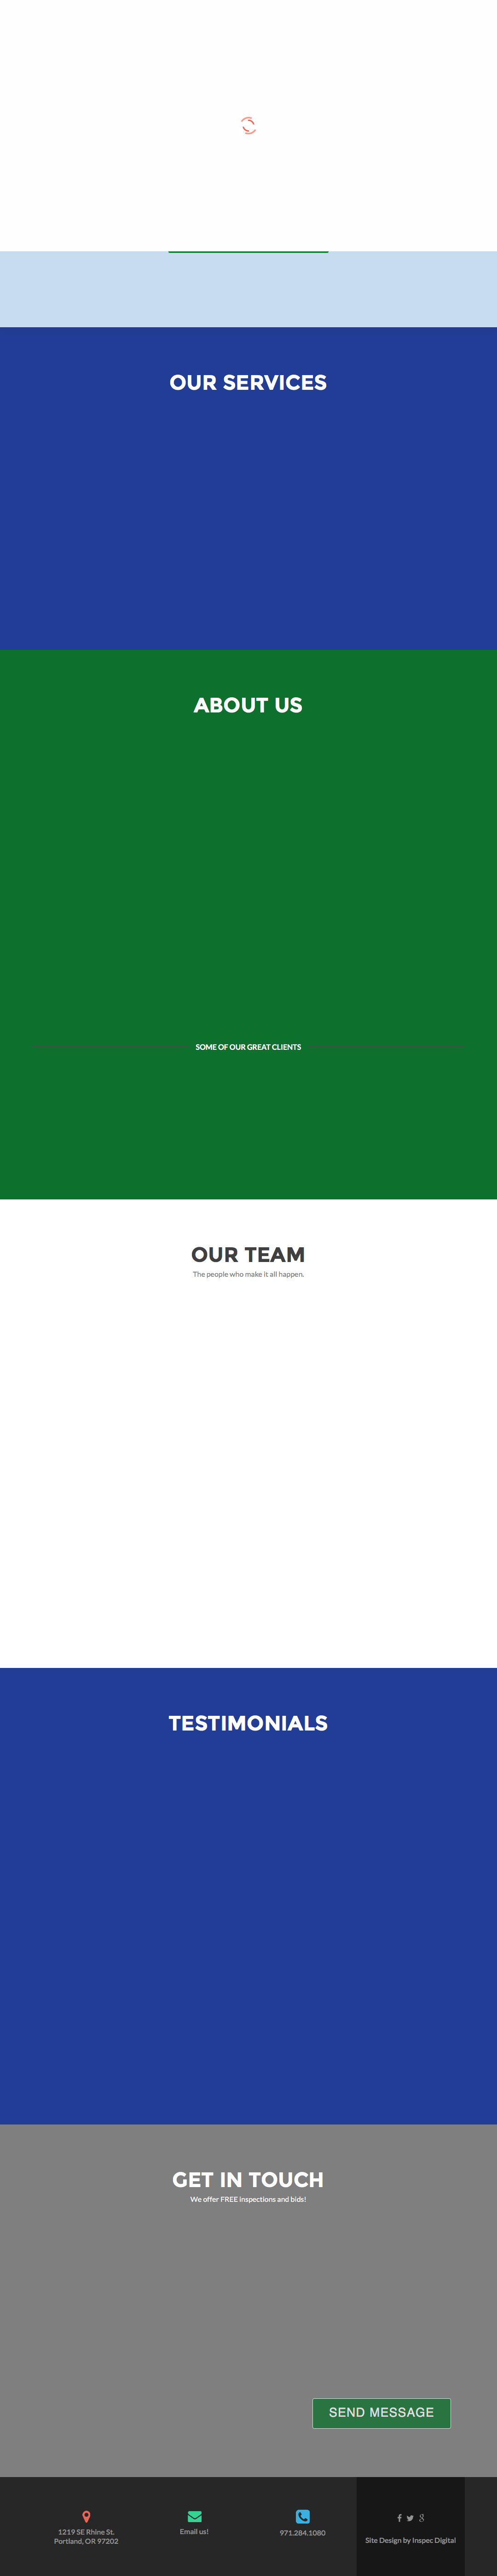 OUR SERVICES
ABOUT US
SOME OF OUR GREAT CLIENTS
OUR TEAM
The people who make it all happen.
TESTIMONIALS
GET IN TOUCH
We offer FREE inspections and bids!
SEND MESSAGE
1219 SE Rhine St.
Portland, OR 97202
Email us!
971.284.1080
Site Design by Inspec Digital